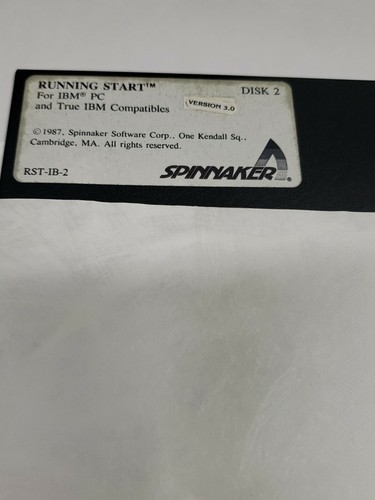 RUNNING START™
For IBM® PC
and True IBM Compatibles
VERSION 3.0
DISK 2
©1987, Spinnaker Software Corp., One Kendall Sq.,
Cambridge, MA. All rights reserved.
RST-IB-2
SPINNAKER®